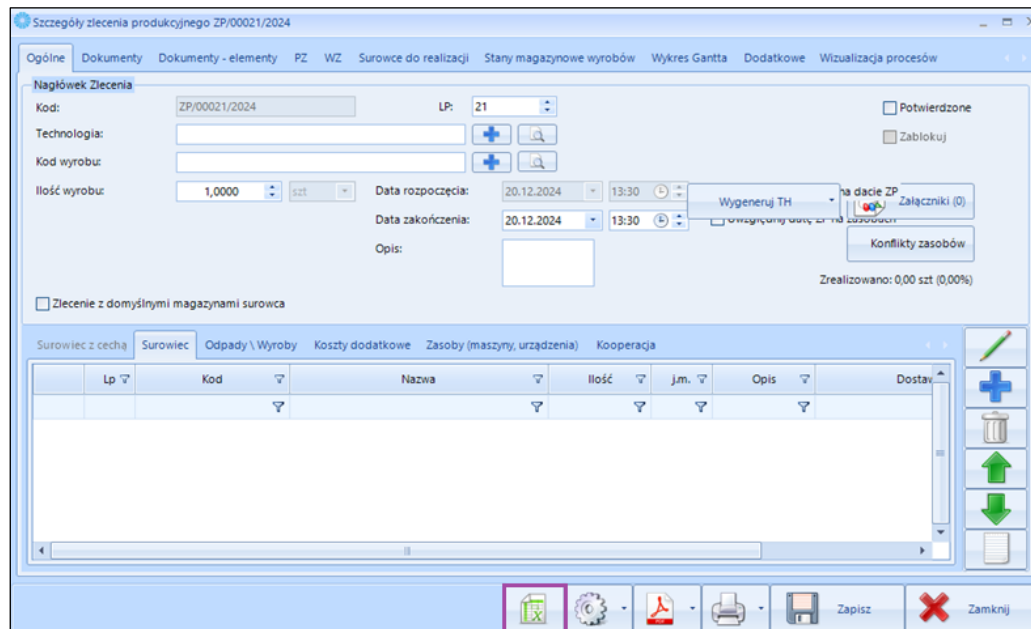 Szczegóły zlecenia produkcyjnego ZP/00021/2024
Ogólne Dokumenty Dokumenty - elementy PZ WZ Surowce do realizacji Stany magazynowe wyrobów Wykres Gantta Dodatkowe Wizualizacja procesów
Nagłówek Zlecenia
Kod: ZP/00021/2024 LP: 21 Potwierdzone
Technologia: Zablokuj
Kod wyrobu:
Ilość wyrobu: 1,0000 szt Data rozpoczęcia: 20.12.2024 13:30 Wygeneruj TH na dacie ZP Załączniki (0)
Data zakończenia: 20.12.2024 13:30 Uwzględnij datę ZP na zasobach
Opis: Konflikty zasobów
Zrealizowano: 0,00 szt (0,00%)
Zlecenie z domyślnymi magazynami surowca
Surowiec z cechą Surowiec Odpady \ Wyroby Koszty dodatkowe Zasoby (maszyny, urządzenia) Kooperacja
Lp Kod Nazwa Ilość j.m. Opis Dostaw
PDF Zapisz Zamknij